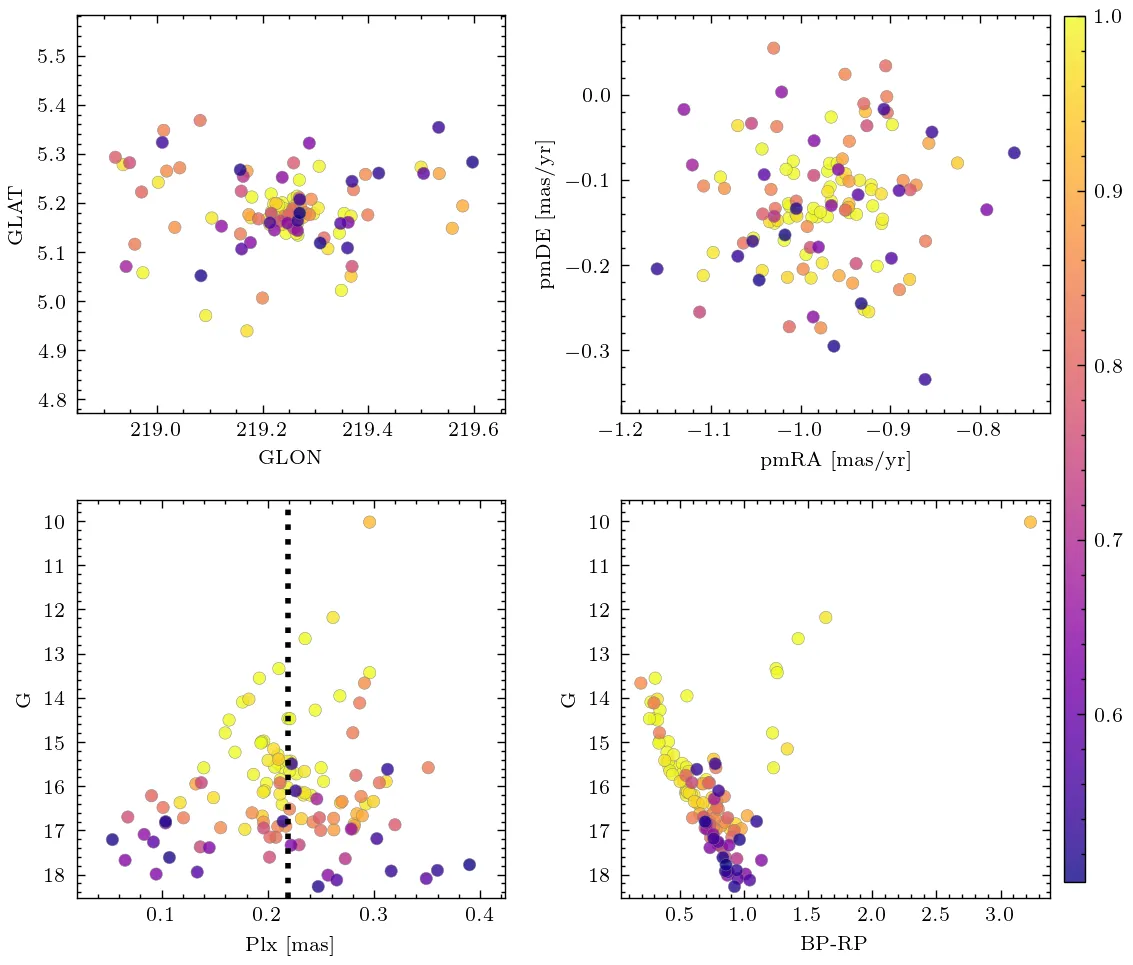 5.5
5.4
5.3
5.2
5.1
5.0
4.9
4.8
GLAT
219.0 219.2 219.4 219.6
GLON
0.0
−0.1
−0.2
−0.3
pmDE [mas/yr]
−1.2 −1.1 −1.0 −0.9 −0.8
pmRA [mas/yr]
1.0
0.9
0.8
0.7
0.6
10
11
12
13
14
15
16
17
18
G
0.1 0.2 0.3 0.4
Plx [mas]
10
11
12
13
14
15
16
17
18
G
0.5 1.0 1.5 2.0 2.5 3.0
BP-RP